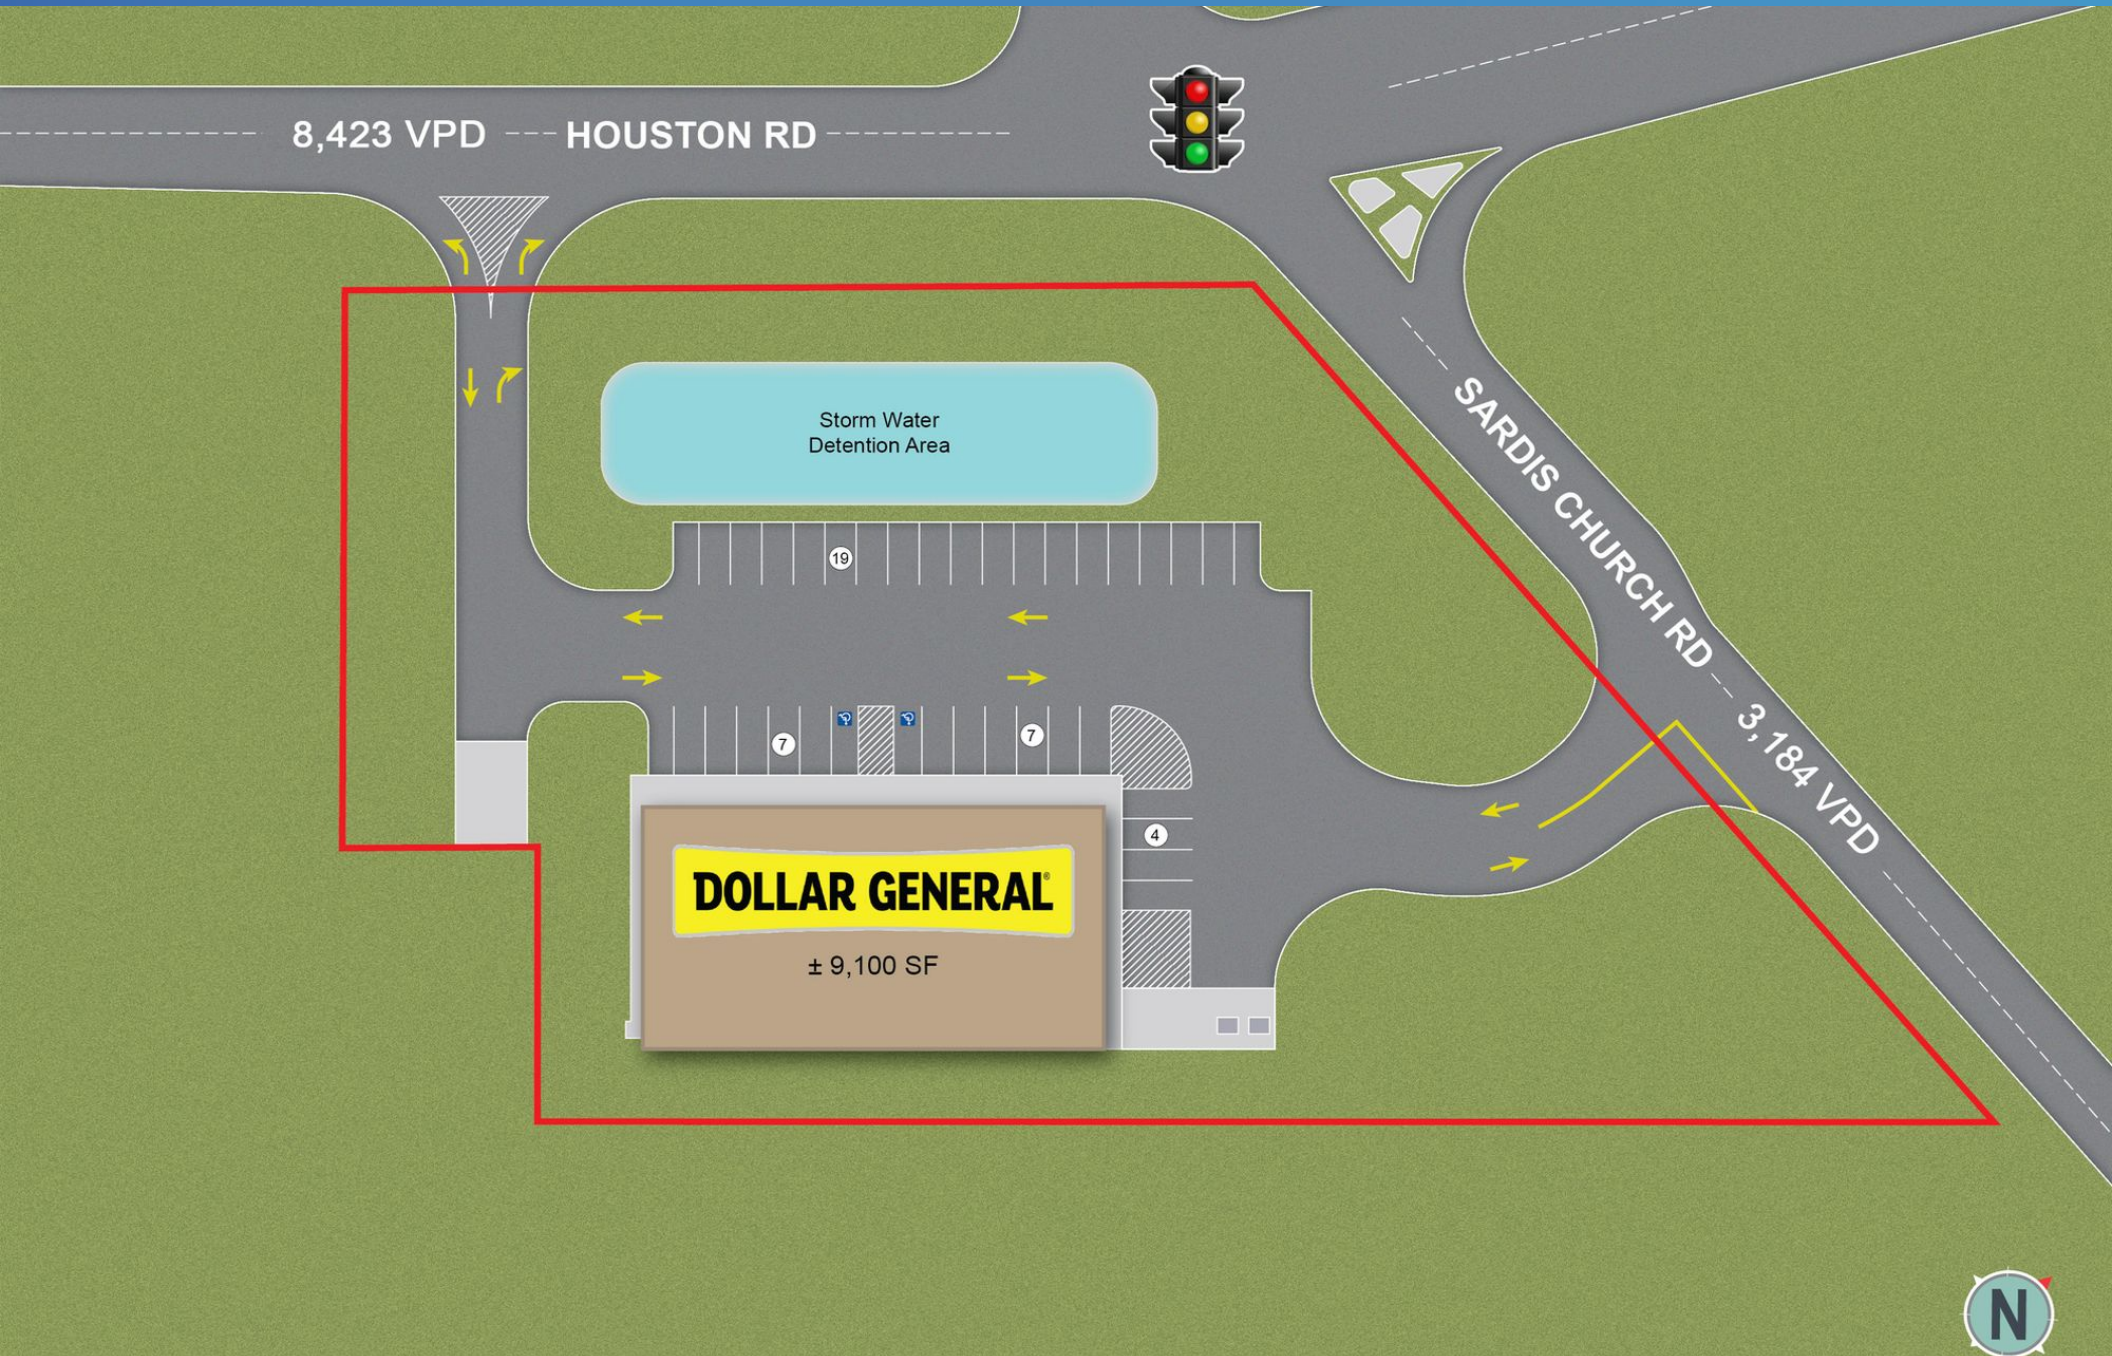 8,423 VPD
HOUSTON RD
SARDIS CHURCH RD
3,184 VPD
Storm Water
Detention Area
19
7
7
4
DOLLAR GENERAL®
± 9,100 SF
N